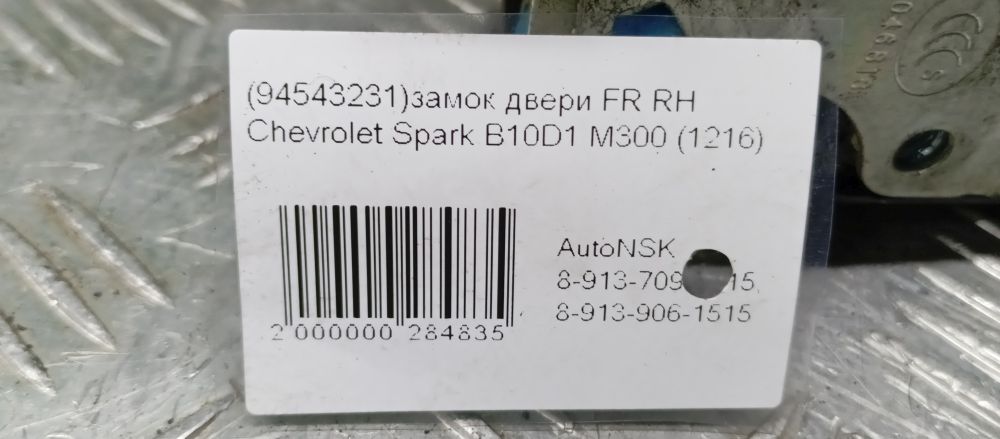 (94543231)замок двери FR RH
Chevrolet Spark B10D1 M300 (1216)
AutoNSK
8-913-906-1515
2 000000 284835